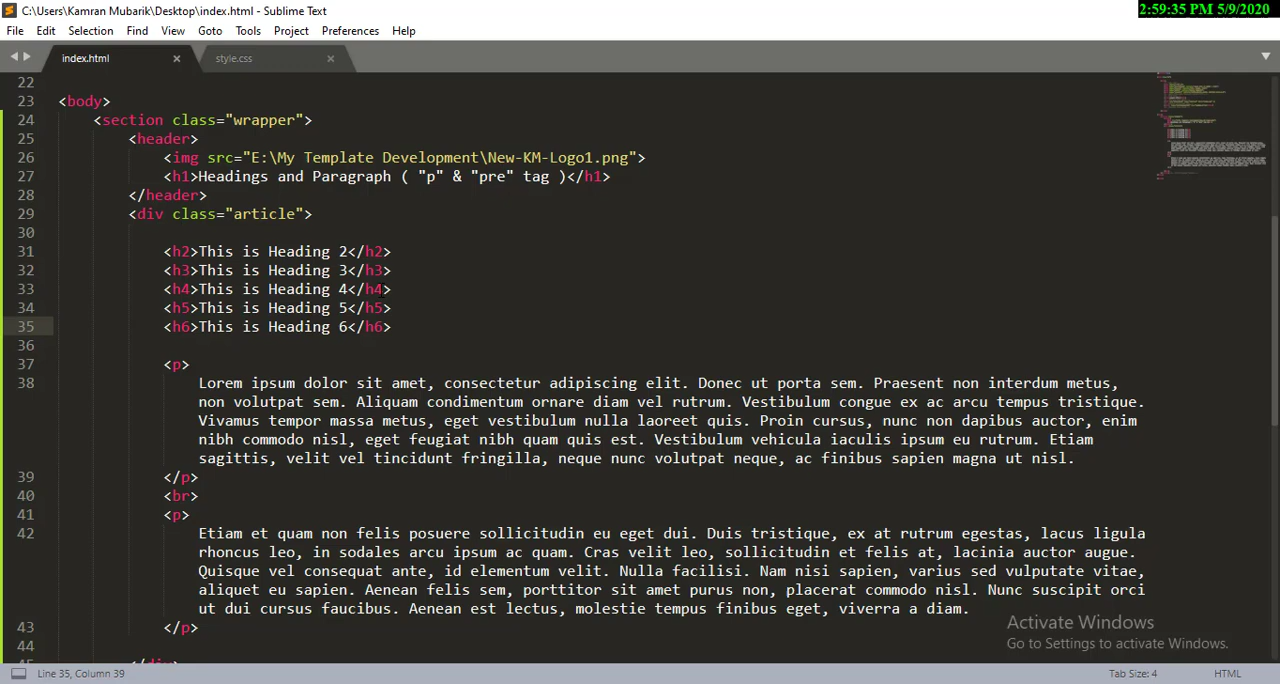 C:\Users\Kamran Mubarik\Desktop\index.html - Sublime Text
2:59:35 PM 5/9/2020
File Edit Selection Find View Goto Tools Project Preferences Help
index.html × style.css ×
22
23 <body>
24 <section class="wrapper">
25 <header>
26 <img src="E:\My Template Development\New-KM-Logo1.png">
27 <h1>Headings and Paragraph ( "p" & "pre" tag )</h1>
28 </header>
29 <div class="article">
30
31 <h2>This is Heading 2</h2>
32 <h3>This is Heading 3</h3>
33 <h4>This is Heading 4</h4>
34 <h5>This is Heading 5</h5>
35 <h6>This is Heading 6</h6>
36
37 <p>
38 Lorem ipsum dolor sit amet, consectetur adipiscing elit. Donec ut porta sem. Praesent non interdum metus,
non volutpat sem. Aliquam condimentum ornare diam vel rutrum. Vestibulum congue ex ac arcu tempus tristique.
Vivamus tempor massa metus, eget vestibulum nulla laoreet quis. Proin cursus, nunc non dapibus auctor, enim
nibh commodo nisl, eget feugiat nibh quam quis est. Vestibulum vehicula iaculis ipsum eu rutrum. Etiam
sagittis, velit vel tincidunt fringilla, neque nunc volutpat neque, ac finibus sapien magna ut nisl.
39 </p>
40 <br>
41 <p>
42 Etiam et quam non felis posuere sollicitudin eu eget dui. Duis tristique, ex at rutrum egestas, lacus ligula
rhoncus leo, in sodales arcu ipsum ac quam. Cras velit leo, sollicitudin et felis at, lacinia auctor augue.
Quisque vel consequat ante, id elementum velit. Nulla facilisi. Nam nisi sapien, varius sed vulputate vitae,
aliquet eu sapien. Aenean felis sem, porttitor sit amet purus non, placerat commodo nisl. Nunc suscipit orci
ut dui cursus faucibus. Aenean est lectus, molestie tempus finibus eget, viverra a diam.
43 </p>
44
45 </div>
Activate Windows
Go to Settings to activate Windows.
Line 35, Column 39
Tab Size: 4
HTML